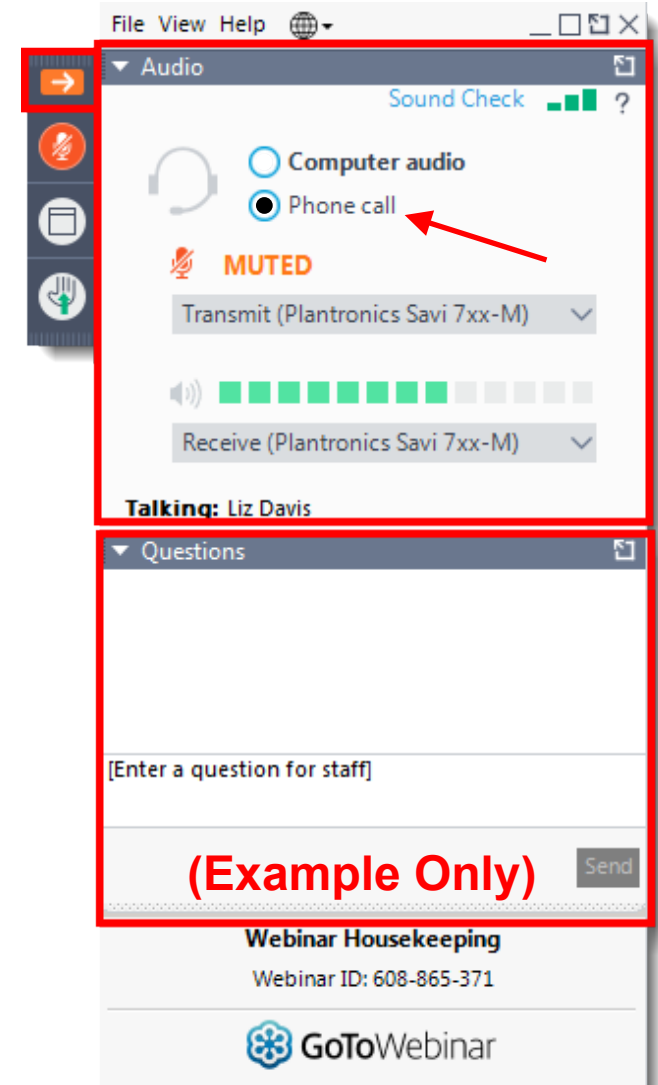 File View Help
Audio
Sound Check ?
Computer audio
Phone call
MUTED
Transmit (Plantronics Savi 7xx-M)
Receive (Plantronics Savi 7xx-M)
Talking: Liz Davis
Questions
[Enter a question for staff]
(Example Only)
Send
Webinar Housekeeping
Webinar ID: 608-865-371
GoToWebinar